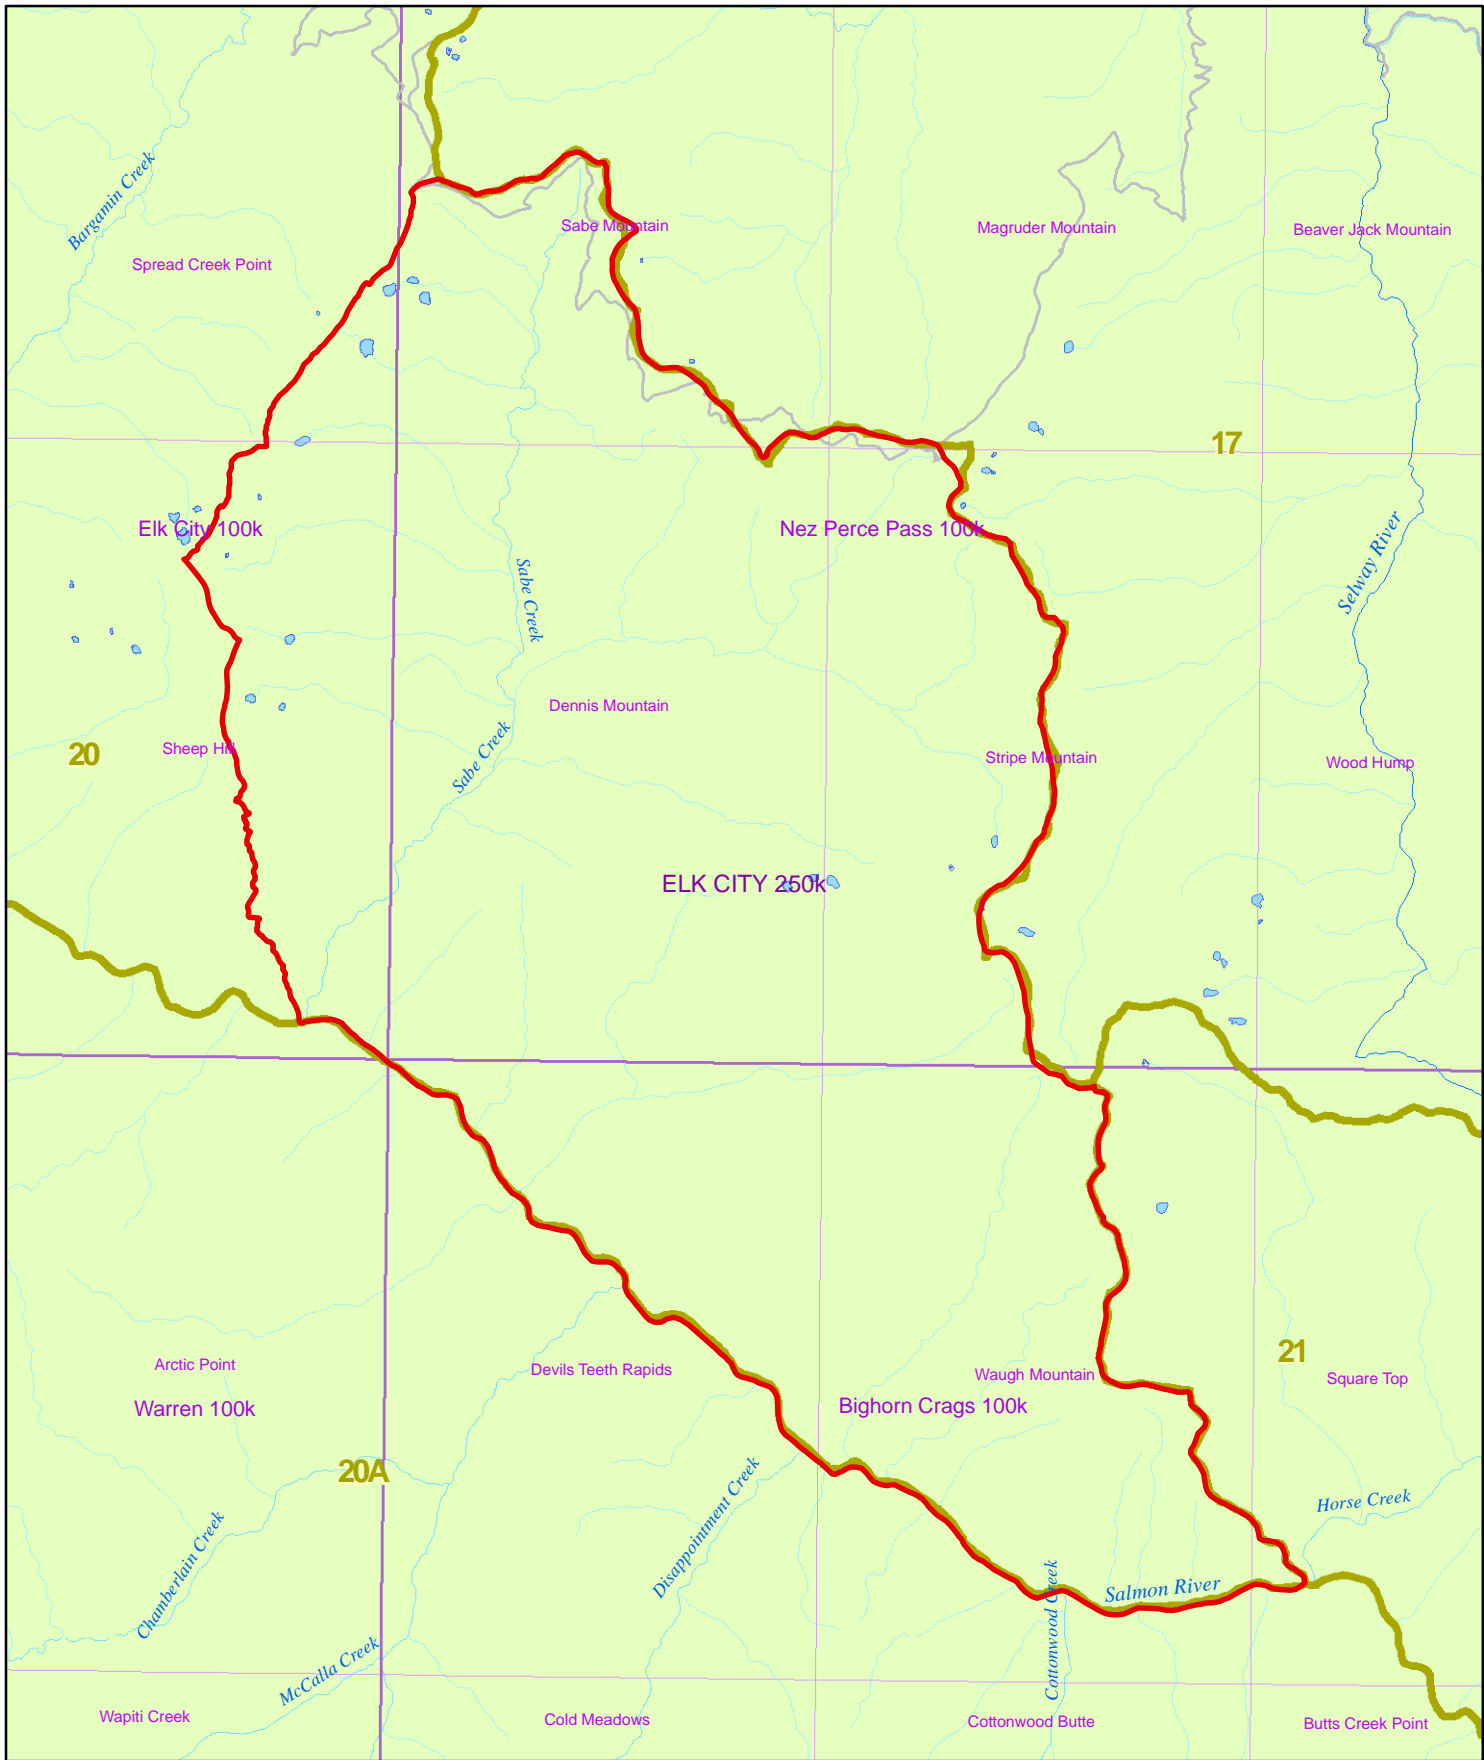 Bargamin Creek
Sabe Mountain
Magruder Mountain
Beaver Jack Mountain
Spread Creek Point
17
Elk City 100k
Nez Perce Pass 100k
Selway River
Sabe Creek
Dennis Mountain
Sheep Hill
20
Sabe Creek
Stripe Mountain
Wood Hump
ELK CITY 250k
Arctic Point
Devils Teeth Rapids
Waugh Mountain
21
Square Top
Warren 100k
Bighorn Crags 100k
20A
Disappointment Creek
Horse Creek
Chamberlain Creek
Salmon River
Cottonwood Creek
McCalla Creek
Wapiti Creek
Cold Meadows
Cottonwood Butte
Butts Creek Point